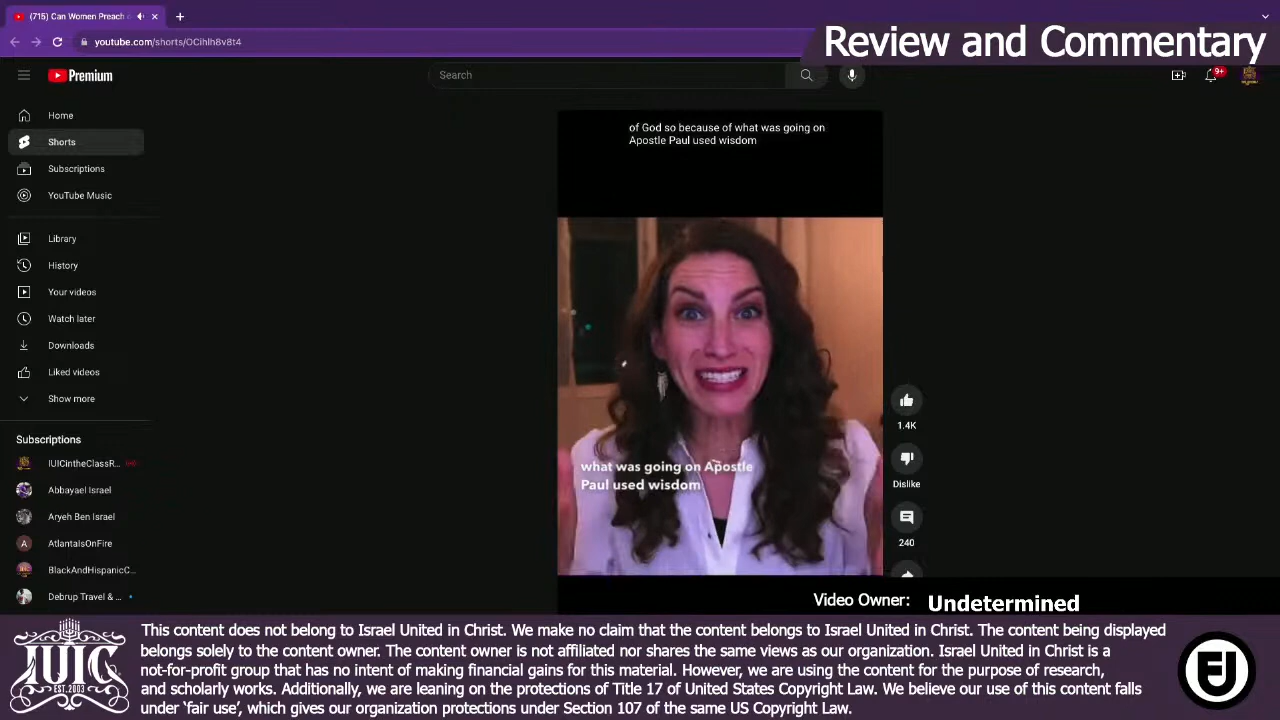 (715) Can Women Preach
youtube.com/shorts/OCihIh8v8t4
Review and Commentary
Premium
Search
9+
Home
Shorts
Subscriptions
YouTube Music
Library
History
Your videos
Watch later
Downloads
Liked videos
Show more
Subscriptions
IUICintheClassR...
Abbayael Israel
Aryeh Ben Israel
A
AtlantaIsOnFire
BlackAndHispanicC...
Debrup Travel & ...
of God so because of what was going on
Apostle Paul used wisdom
what was going on Apostle
Paul used wisdom
1.4K
Dislike
240
Video Owner: Undetermined
IUIC
EST. 2003
This content does not belong to Israel United in Christ. We make no claim that the content belongs to Israel United in Christ. The content being displayed
belongs solely to the content owner. The content owner is not affiliated nor shares the same views as our organization. Israel United in Christ is a
not-for-profit group that has no intent of making financial gains for this material. However, we are using the content for the purpose of research,
and scholarly works. Additionally, we are leaning on the protections of Title 17 of United States Copyright Law. We believe our use of this content falls
under ‘fair use’, which gives our organization protections under Section 107 of the same US Copyright Law.